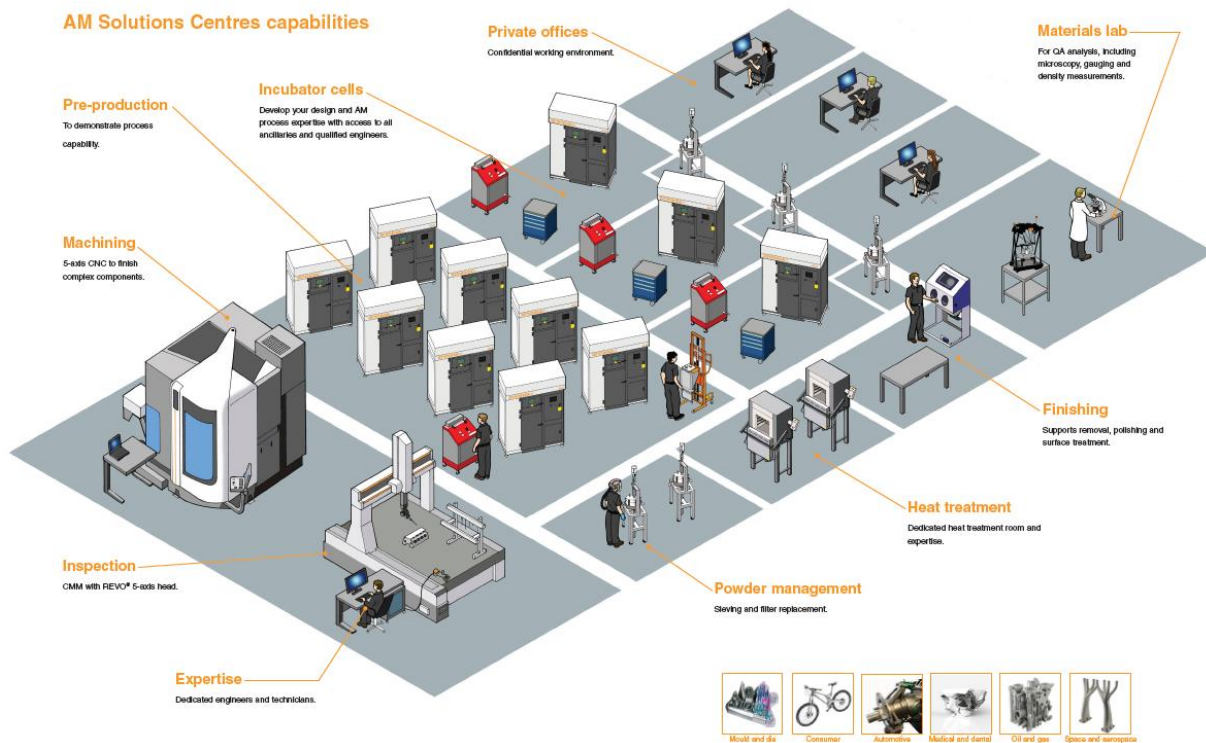 AM Solutions Centres capabilities
Private offices
Confidential working environment.
Materials lab
For QA analysis, including
microscopy, gauging and
density measurements.
Incubator cells
Develop your design and AM
process expertise with access to all
ancillaries and qualified engineers.
Pre-production
To demonstrate process
capability.
Machining
5-axis CNC to finish
complex components.
Finishing
Supports removal, polishing and
surface treatment.
Heat treatment
Dedicated heat treatment room and
expertise.
Inspection
CMM with REVO® 5-axis head.
Powder management
Sieving and filter replacement.
Expertise
Dedicated engineers and technicians.
Mould and die
Consumer
Automotive
Medical and dental
Oil and gas
Space and aerospace